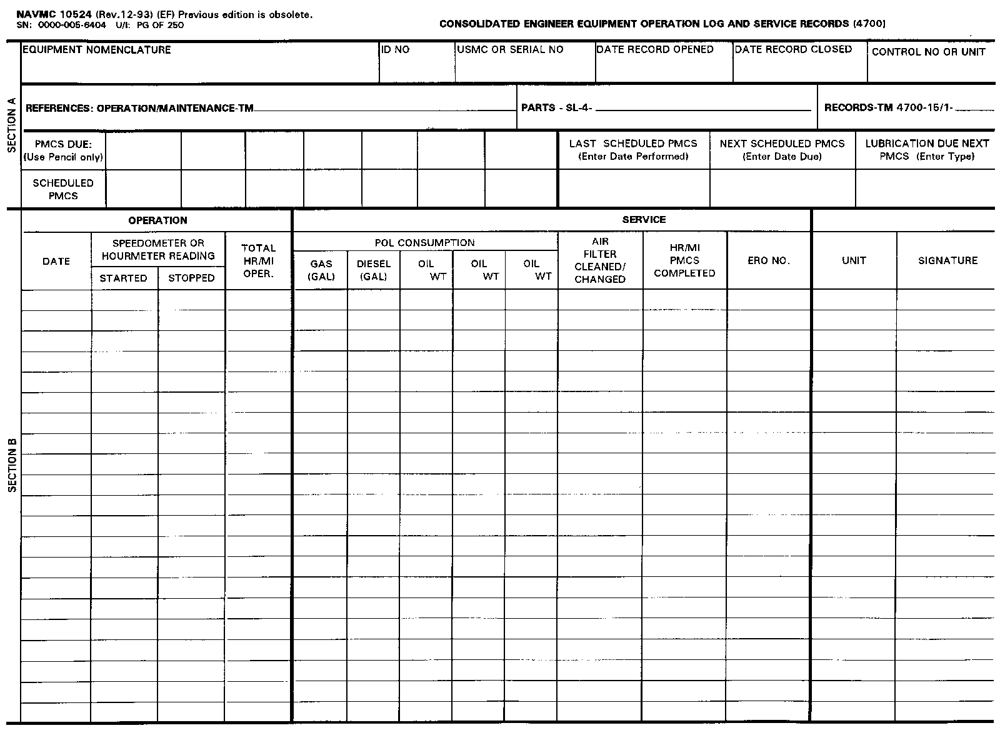 NAVMC 10524 (Rev.12-93) (EF) Previous edition is obsolete.
SN: 0000-005-6404 U/I: PG OF 250
CONSOLIDATED ENGINEER EQUIPMENT OPERATION LOG AND SERVICE RECORDS (4700)
SECTION A
EQUIPMENT NOMENCLATURE
ID NO
USMC OR SERIAL NO
DATE RECORD OPENED
DATE RECORD CLOSED
CONTROL NO OR UNIT
REFERENCES: OPERATION/MAINTENANCE-TM
PARTS - SL-4-
RECORDS-TM 4700-15/1-
PMCS DUE:
(Use Pencil only)
LAST SCHEDULED PMCS
(Enter Date Performed)
NEXT SCHEDULED PMCS
(Enter Date Due)
LUBRICATION DUE NEXT
PMCS (Enter Type)
SCHEDULED
PMCS
SECTION B
OPERATION
SERVICE
DATE
SPEEDOMETER OR
HOURMETER READING
STARTED
STOPPED
TOTAL
HR/MI
OPER.
POL CONSUMPTION
GAS
(GAL)
DIESEL
(GAL)
OIL
WT
OIL
WT
OIL
WT
AIR
FILTER
CLEANED/
CHANGED
HR/MI
PMCS
COMPLETED
ERO NO.
UNIT
SIGNATURE